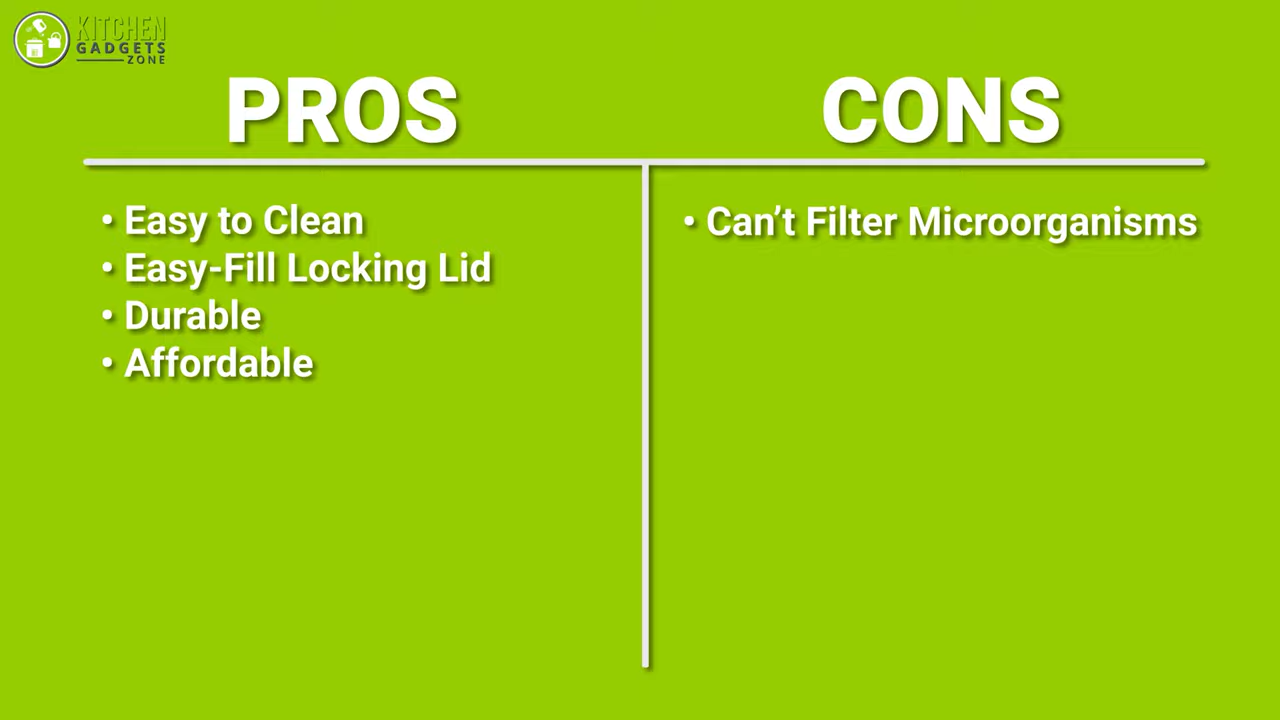 KITCHEN
GADGETS
ZONE
PROS
CONS
• Easy to Clean
• Easy-Fill Locking Lid
• Durable
• Affordable
• Can’t Filter Microorganisms